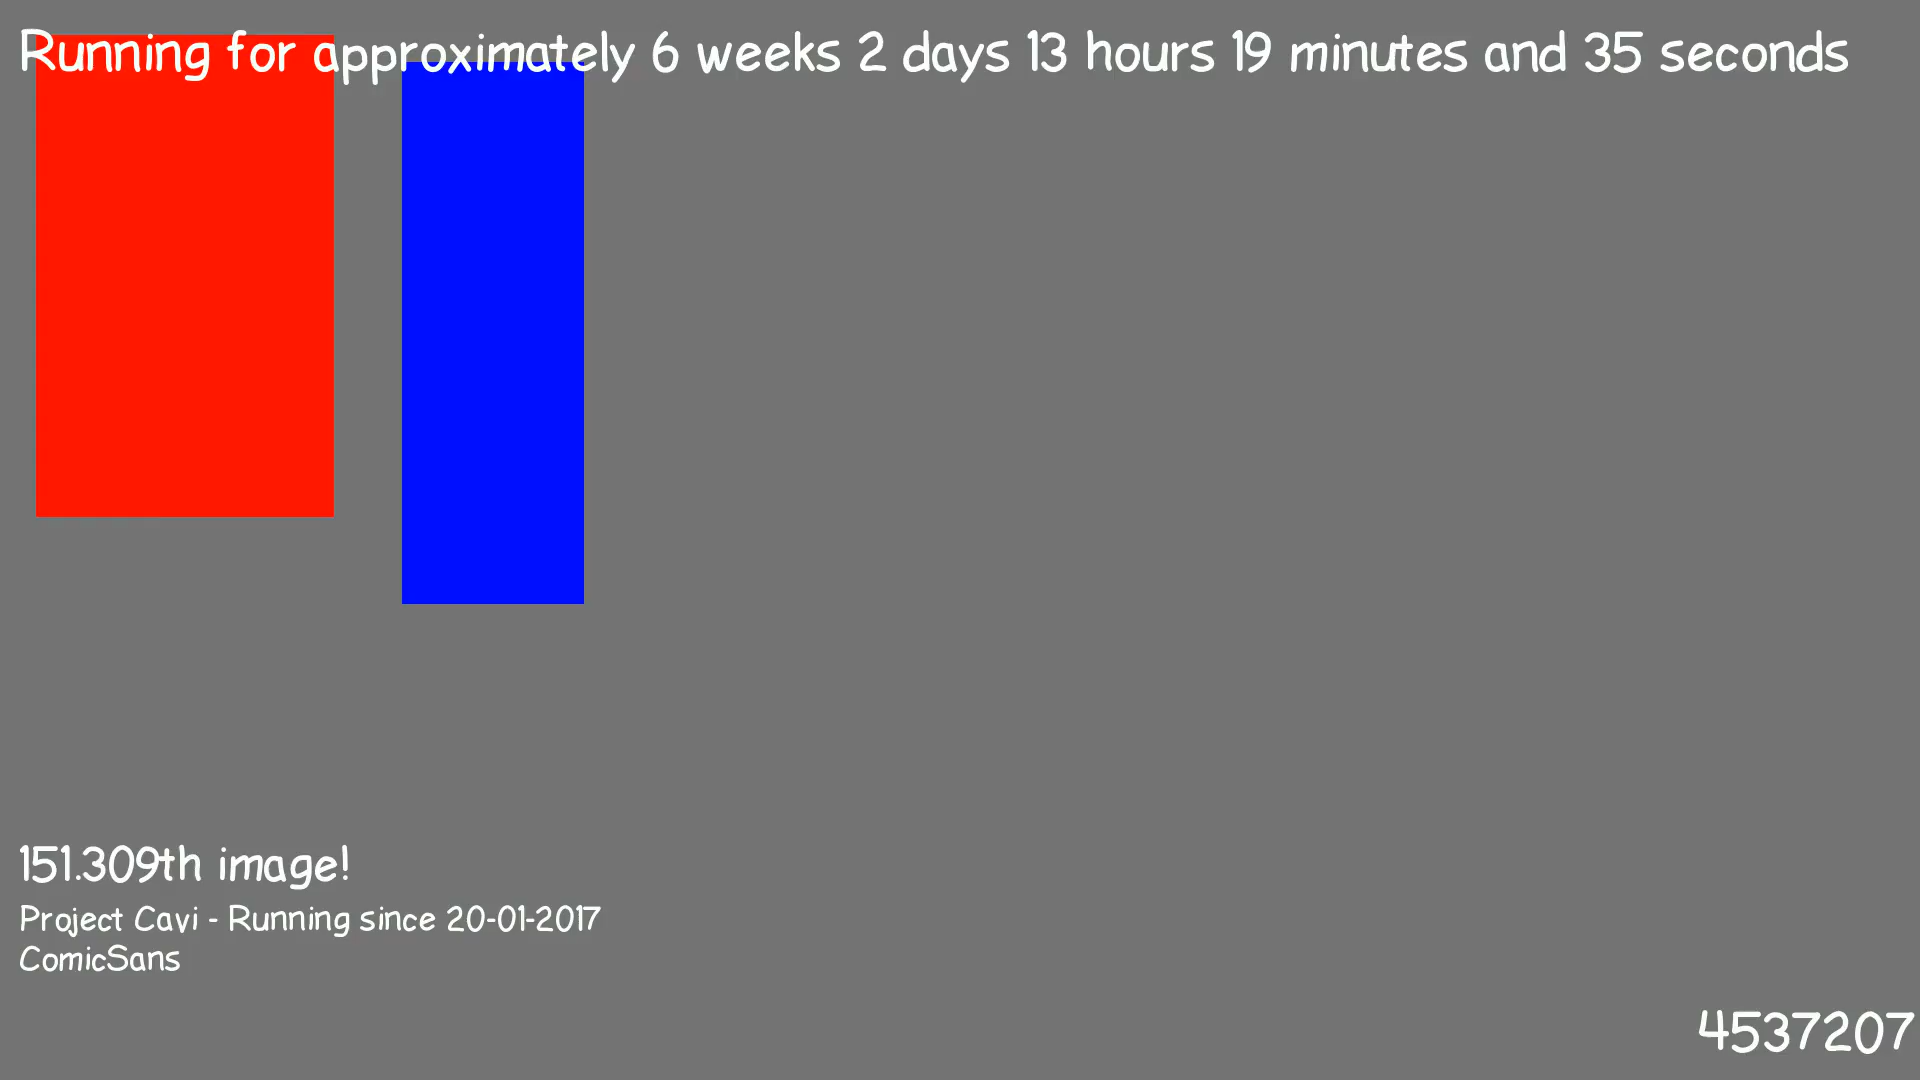 Running for approximately 6 weeks 2 days 13 hours 19 minutes and 35 seconds
151.309th image!
Project Cavi - Running since 20-01-2017
ComicSans
4537207